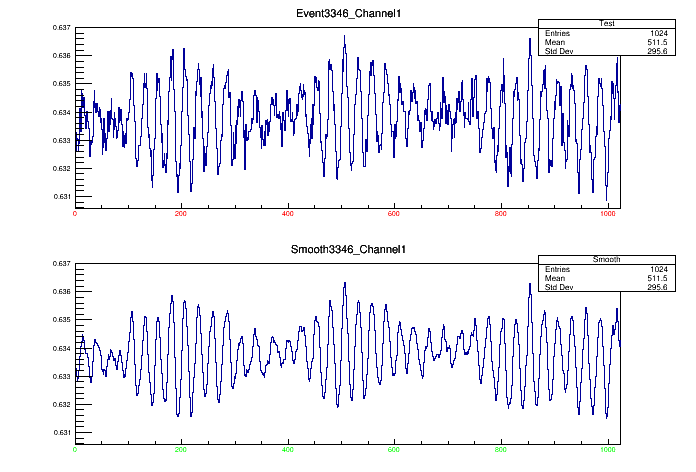 Event3346_Channel1
Test
Entries 1024
Mean 511.5
Std Dev 295.6
0.637
0.636
0.635
0.634
0.633
0.632
0.631
0 200 400 600 800 1000
Smooth3346_Channel1
Smooth
Entries 1024
Mean 511.5
Std Dev 295.6
0.637
0.636
0.635
0.634
0.633
0.632
0.631
0 200 400 600 800 1000